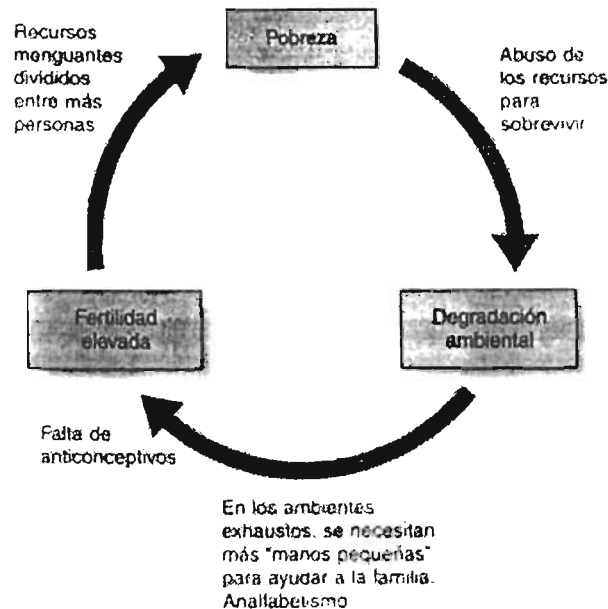 Pobreza
Recursos
menguantes
divididos
entre más
personas
Abuso de
los recursos
para
sobrevivir
Fertilidad
elevada
Degradación
ambiental
Falta de
anticonceptivos
En los ambientes
exhaustos, se necesitan
más "manos pequeñas"
para ayudar a la familia.
Analfabetismo